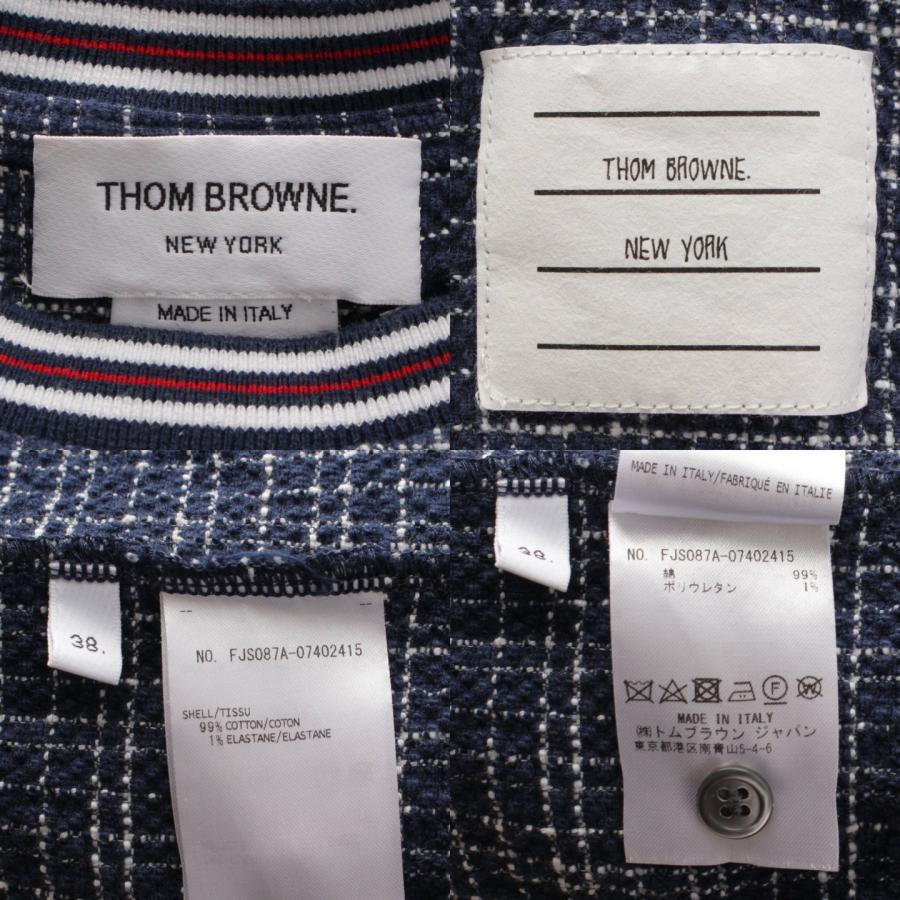 THOM BROWNE.
NEW YORK
MADE IN ITALY
THOM BROWNE.
NEW YORK
38.
--
--
NO. FJS087A-07402415
SHELL/TISSU
99% COTTON/COTON
1% ELASTANE/ELASTANE
38.
MADE IN ITALY/FABRIQUÉ EN ITALIE
NO. FJS087A-07402415
綿 99%
ポリウレタン 1%
MADE IN ITALY
㈱トムブラウン ジャパン
東京都港区南青山5-4-6